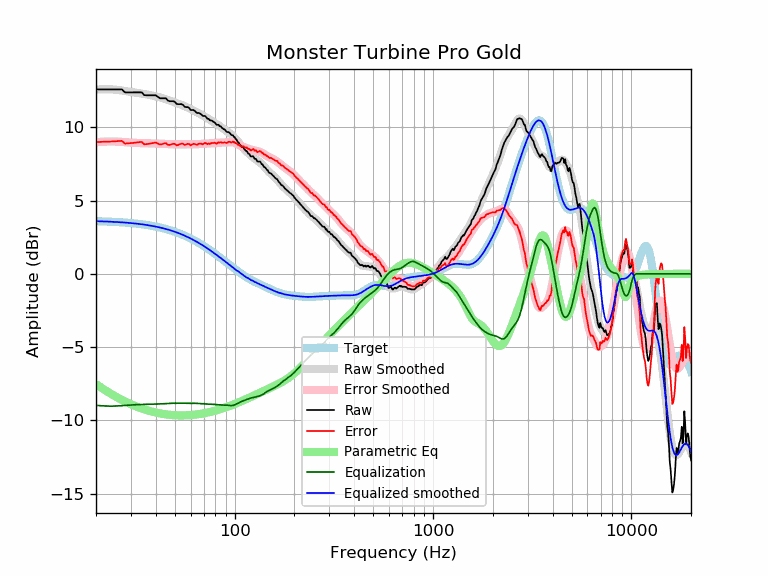 Monster Turbine Pro Gold
Amplitude (dBr)
10
5
0
−5
−10
−15
Target
Raw Smoothed
Error Smoothed
Raw
Error
Parametric Eq
Equalization
Equalized smoothed
100
1000
10000
Frequency (Hz)